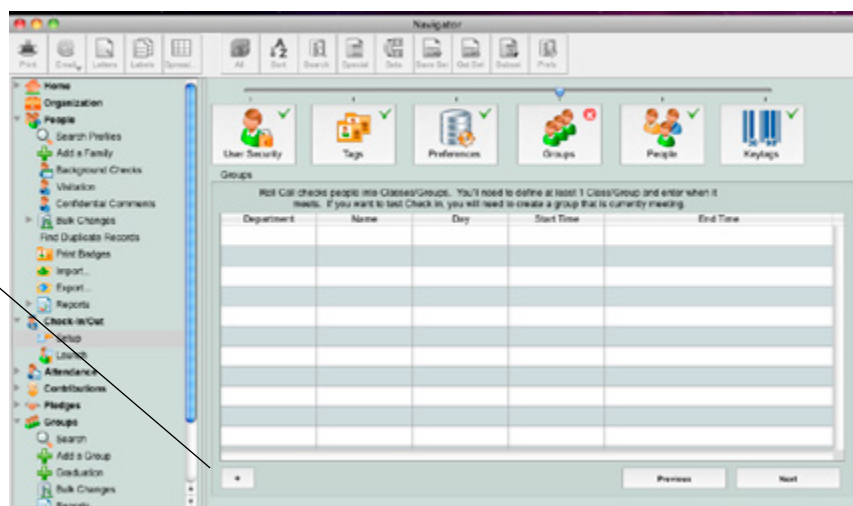 Navigator
Print Email Letters Labels Spread...
All Sort Search Special Sets Save Set Get Set Subset Prefs
Home
Organization
People
Search Profiles
Add a Family
Background Checks
Visitation
Confidential Comments
Bulk Changes
Find Duplicate Records
Print Badges
Import...
Export...
Reports
Check-In/Out
Setup
Launch
Attendance
Contributions
Pledges
Groups
Search
Add a Group
Graduation
Bulk Changes
Reports
User Security Tags Preferences Groups People Keytags
Groups
Roll Call checks people into Classes/Groups. You'll need to define at least 1 Class/Group and enter when it
meets. If you want to test Check in, you will need to create a group that is currently meeting.
Department Name Day Start Time End Time
+ Previous Next